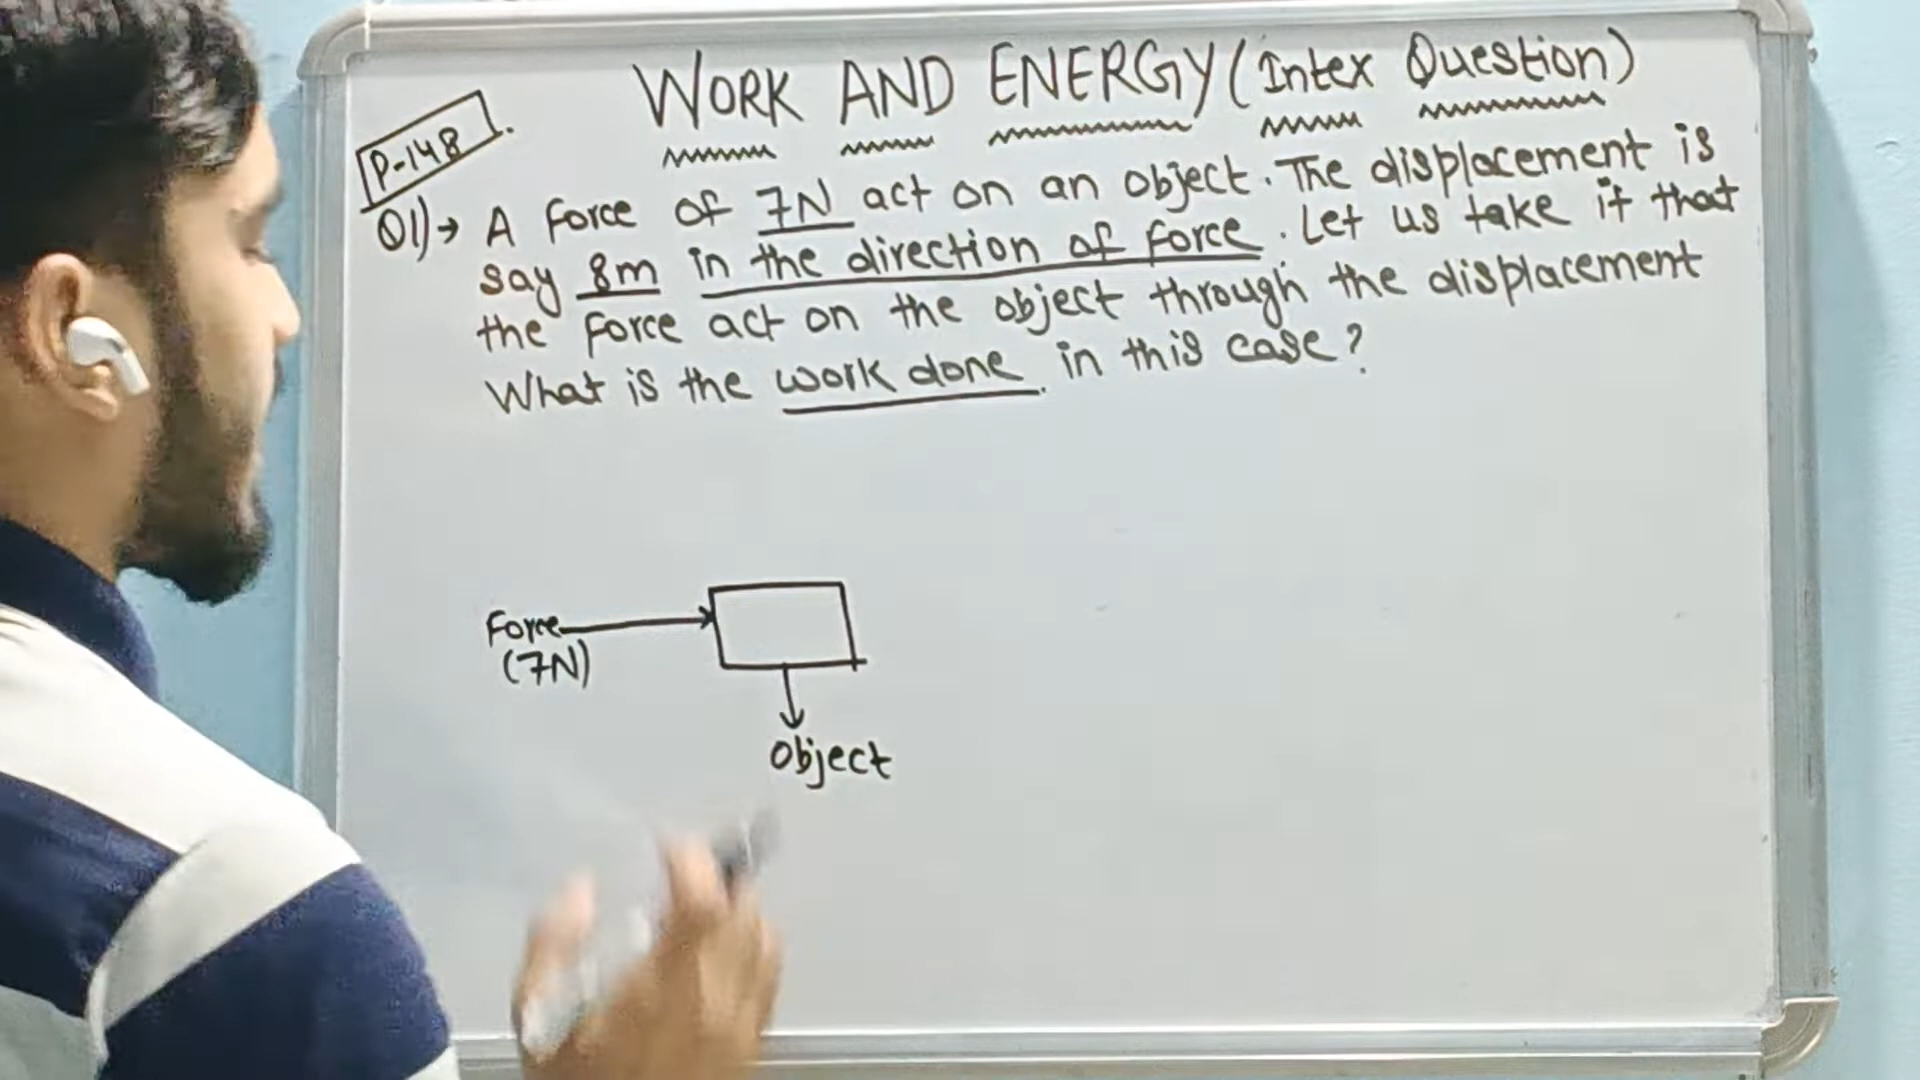 WORK AND ENERGY (Intex Question)
P-148
Q1)→ A Force of 7N act on an object. The displacement is
say 8m in the direction of force. Let us take it that
the force act on the object through the displacement
What is the work done in this case?
Force
(7N)
Object